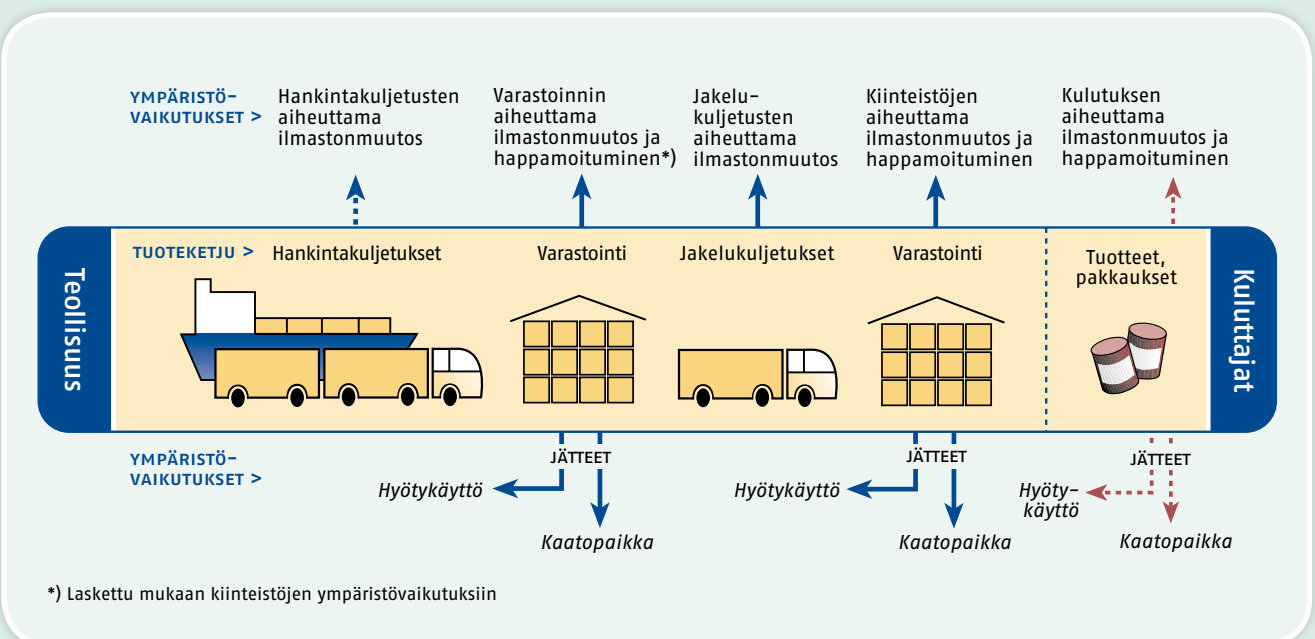 YMPÄRISTÖ-
VAIKUTUKSET >
Hankintakuljetusten
aiheuttama
ilmastonmuutos
Varastoinnin
aiheuttama
ilmastonmuutos ja
happamoituminen*)
Jakelu-
kuljetusten
aiheuttama
ilmastonmuutos
Kiinteistöjen
aiheuttama
ilmastonmuutos ja
happamoituminen
Kulutuksen
aiheuttama
ilmastonmuutos ja
happamoituminen
Teollisuus
TUOTEKETJU >
Hankintakuljetukset
Varastointi
Jakelukuljetukset
Varastointi
Tuotteet,
pakkaukset
Kuluttajat
YMPÄRISTÖ-
VAIKUTUKSET >
JÄTTEET
Hyötykäyttö
Kaatopaikka
JÄTTEET
Hyötykäyttö
Kaatopaikka
JÄTTEET
Hyöty-
käyttö
Kaatopaikka
*) Laskettu mukaan kiinteistöjen ympäristövaikutuksiin